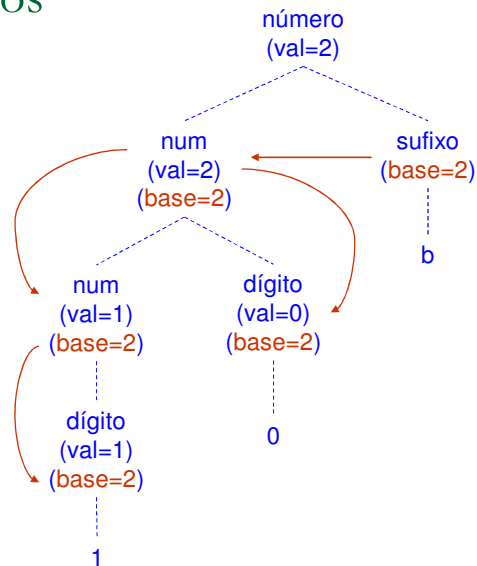 os
número
(val=2)
num
(val=2)
(base=2)
sufixo
(base=2)
b
num
(val=1)
(base=2)
dígito
(val=0)
(base=2)
dígito
(val=1)
(base=2)
0
1